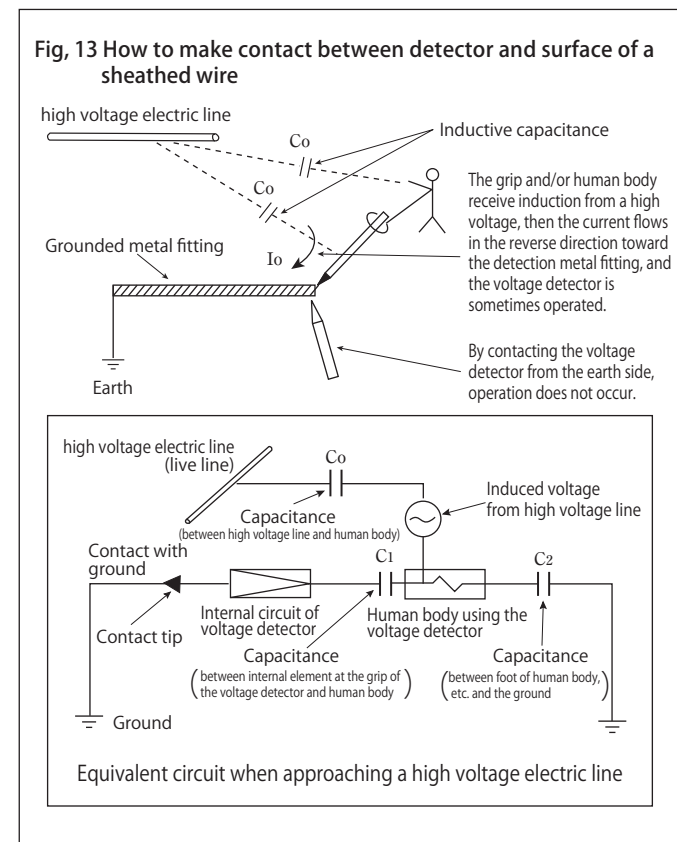 Fig, 13 How to make contact between detector and surface of a
sheathed wire
high voltage electric line
Co
Inductive capacitance
Co
The grip and/or human body
receive induction from a high
voltage, then the current flows
in the reverse direction toward
the detection metal fitting, and
the voltage detector is
sometimes operated.
Grounded metal fitting
Io
By contacting the voltage
detector from the earth side,
operation does not occur.
Earth
high voltage electric line
(live line)
Co
Induced voltage
from high voltage line
Capacitance
(between high voltage line and human body)
Contact with
ground
C1
C2
Contact tip
Internal circuit of
voltage detector
Human body using the
voltage detector
Capacitance
(between internal element at the grip of
the voltage detector and human body)
Capacitance
(between foot of human body,
etc. and the ground)
Ground
Equivalent circuit when approaching a high voltage electric line